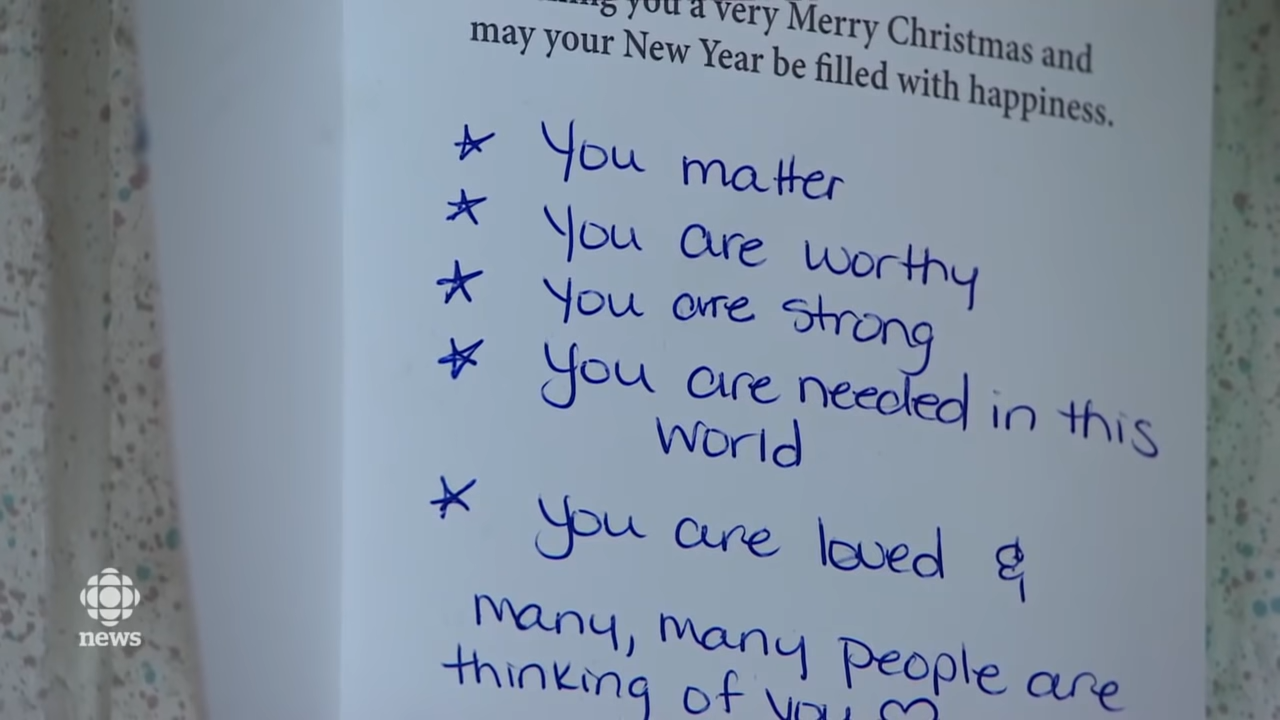 you a very Merry Christmas and
may your New Year be filled with happiness.
* You matter
* You are worthy
* You are strong
* You are needed in this
world
* You are loved &
many, many people are
thinking of you ♡
news